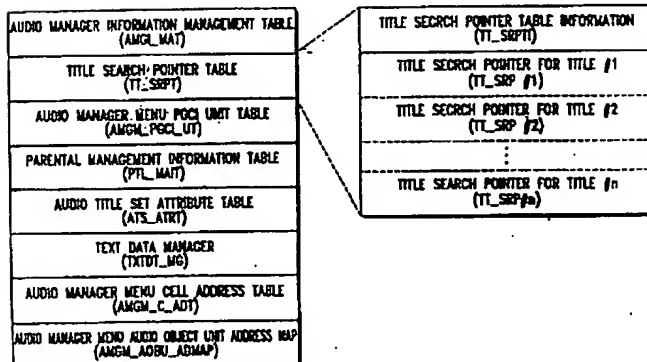 AUDIO MANAGER INFORMATION MANAGEMENT TABLE
(AMGI_MAT)
TITLE SEARCH POINTER TABLE
(TT_SRPT)
AUDIO MANAGER MENU PGCI UNIT TABLE
(AMGM_PGCI_UT)
PARENTAL MANAGEMENT INFORMATION TABLE
(PTL_MAIT)
AUDIO TITLE SET ATTRIBUTE TABLE
(ATS_ATRT)
TEXT DATA MANAGER
(TXTDT_MG)
AUDIO MANAGER MENU CELL ADDRESS TABLE
(AMGM_C_ADT)
AUDIO MANAGER MENU AUDIO OBJECT UNIT ADDRESS MAP
(AMGM_AOBU_ADMAP)
TITLE SECRCH POINTER TABLE INFORMATION
(TT_SRPTI)
TITLE SECRCH POINTER FOR TITLE #1
(TT_SRP #1)
TITLE SECRCH POINTER FOR TITLE #2
(TT_SRP #2)
TITLE SEARCH POINTER FOR TITLE #n
(TT_SRP#n)